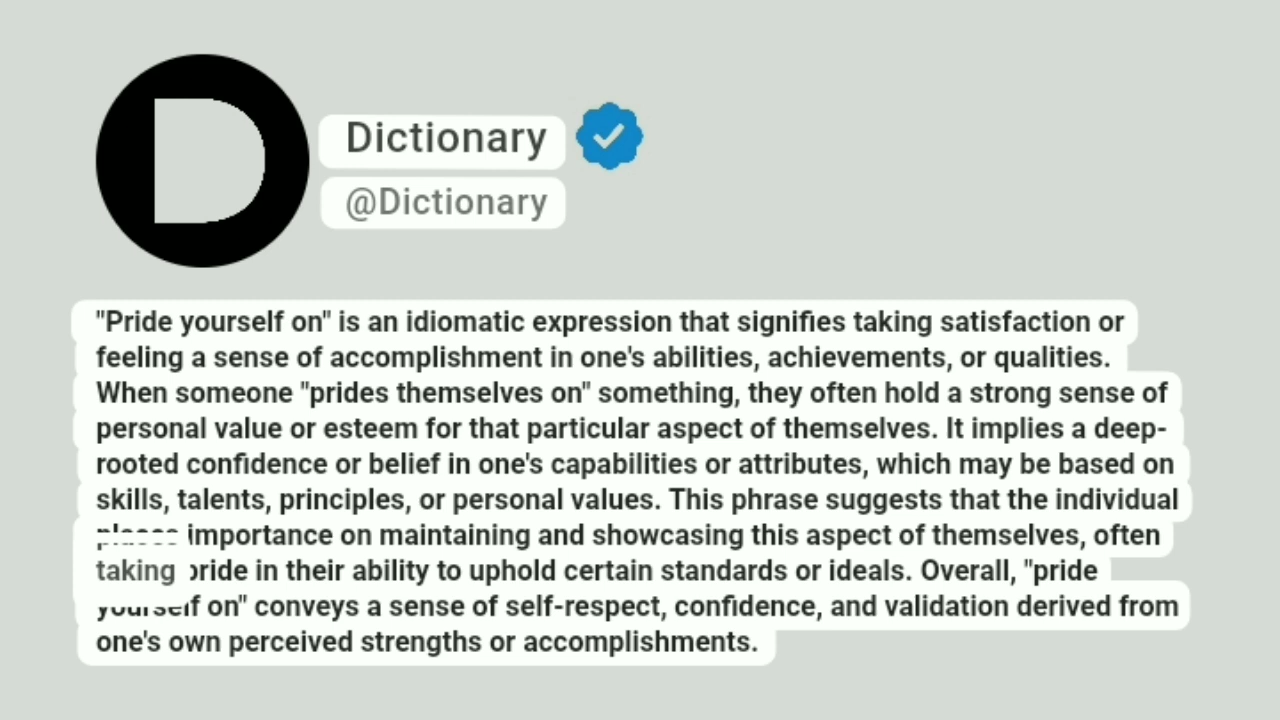 D
Dictionary
@Dictionary
"Pride yourself on" is an idiomatic expression that signifies taking satisfaction or
feeling a sense of accomplishment in one's abilities, achievements, or qualities.
When someone "prides themselves on" something, they often hold a strong sense of
personal value or esteem for that particular aspect of themselves. It implies a deep-
rooted confidence or belief in one's capabilities or attributes, which may be based on
skills, talents, principles, or personal values. This phrase suggests that the individual
importance on maintaining and showcasing this aspect of themselves, often
taking pride in their ability to uphold certain standards or ideals. Overall, "pride
yourself on" conveys a sense of self-respect, confidence, and validation derived from
one's own perceived strengths or accomplishments.